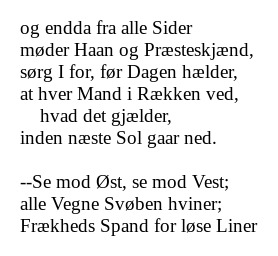 og endda fra alle Sider
møder Haan og Præsteskjænd,
sørg I for, før Dagen hælder,
at hver Mand i Rækken ved,
hvad det gjælder,
inden næste Sol gaar ned.

--Se mod Øst, se mod Vest;
alle Vegne Svøben hviner;
Frækheds Spand for løse Liner